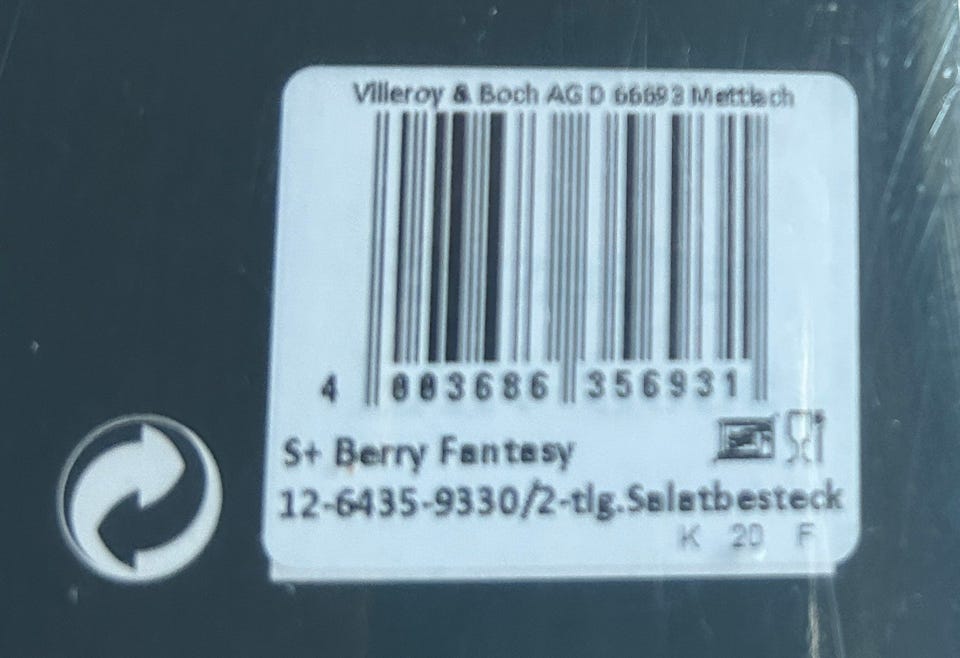 Villeroy & Boch AG D 66693 Mettlach
4 003686 356931
S+ Berry Fantasy
12-6435-9330/2-tlg.Salatbesteck
K 20 F